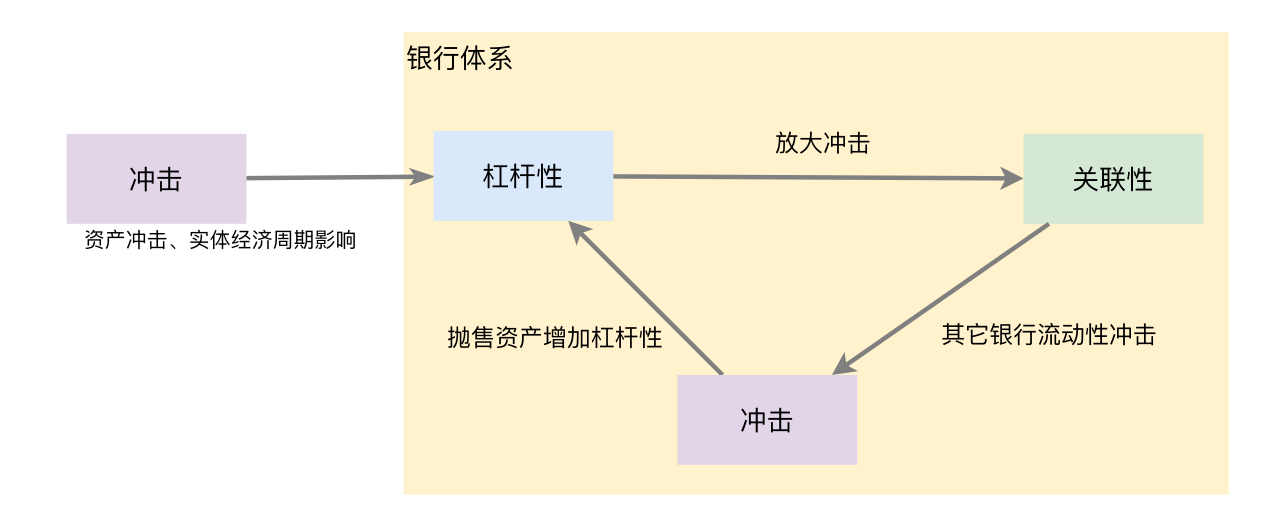 银行体系
冲击
杠杆性
放大冲击
关联性
资产冲击、实体经济周期影响
抛售资产增加杠杆性
其它银行流动性冲击
冲击